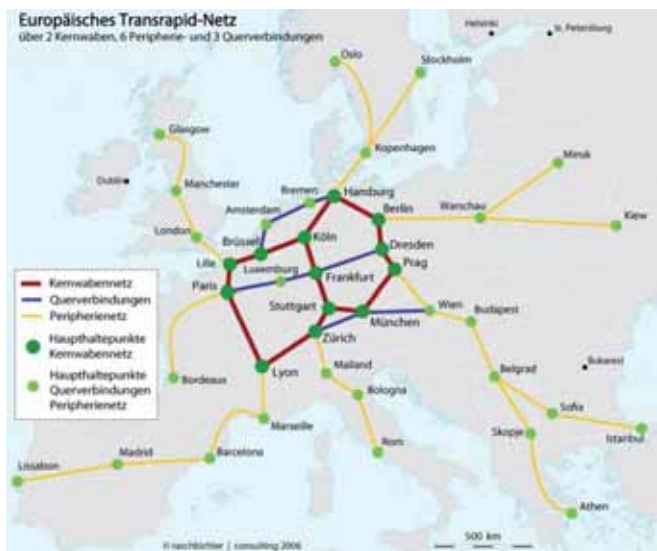 Europäisches Transrapid-Netz
über 2 Kernwaben, 6 Peripherie- und 3 Querverbindungen
Helsinki
St. Petersburg
Oslo
Stockholm
Glasgow
Kopenhagen
Minsk
Dublin
Manchester
Bremen
Hamburg
Amsterdam
Berlin
Warschau
London
Kiew
Brüssel
Köln
Dresden
Lille
Luxemburg
Prag
Frankfurt
Paris
Kernwabennetz
Querverbindungen
Peripherienetz
Stuttgart
Wien
München
Budapest
Haupthaltepunkte
Kernwabennetz
Zürich
Lyon
Mailand
Belgrad
Bukarest
Haupthaltepunkte
Querverbindungen
Peripherienetz
Bordeaux
Bologna
Marseille
Sofia
Skopje
Istanbul
Lissabon
Madrid
Barcelona
Rom
Athen
consulting 2006
500 km